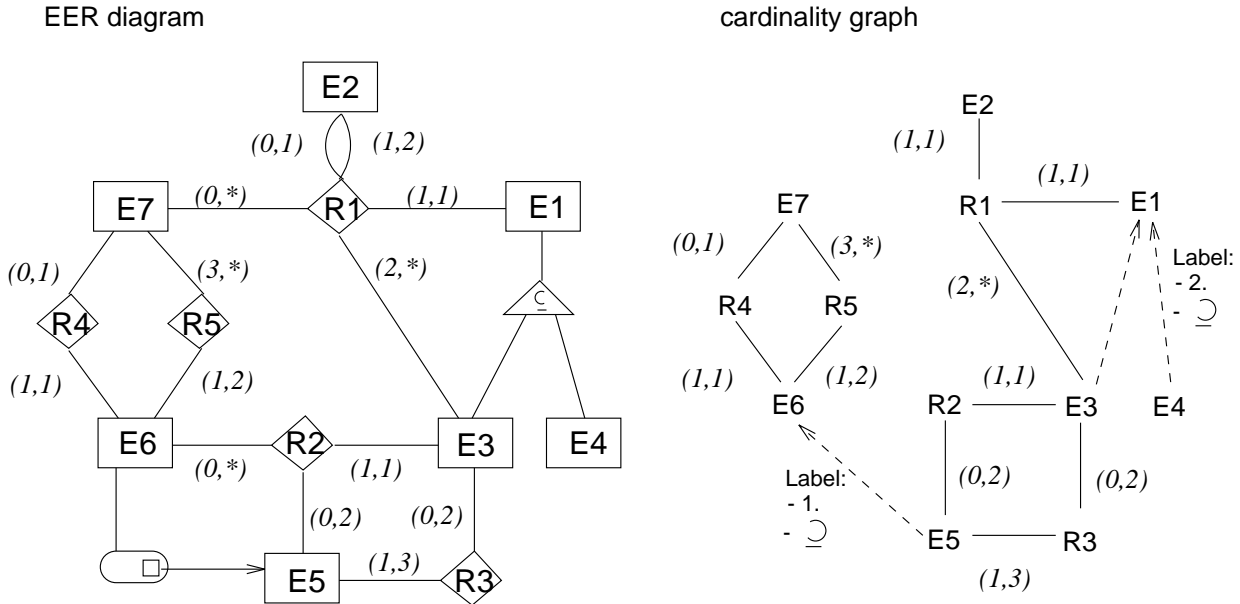 EER diagram
E2
(0,1) (1,2)
E7 (0,*) R1 (1,1) E1
(0,1) (3,*) (2,*)
R4 R5 ⊆
(1,1) (1,2)
E6 R2 E3 E4
(0,*) (1,1)
(0,2) (0,2)
E5 (1,3) R3
cardinality graph
E2
(1,1)
(1,1)
E7 R1 E1
(0,1) (3,*)
Label:
- 2.
- ⊇
(2,*)
R4 R5
(1,1) (1,2) (1,1)
E6 R2 E3 E4
Label:
- 1.
- ⊇
(0,2) (0,2)
E5 R3
(1,3)